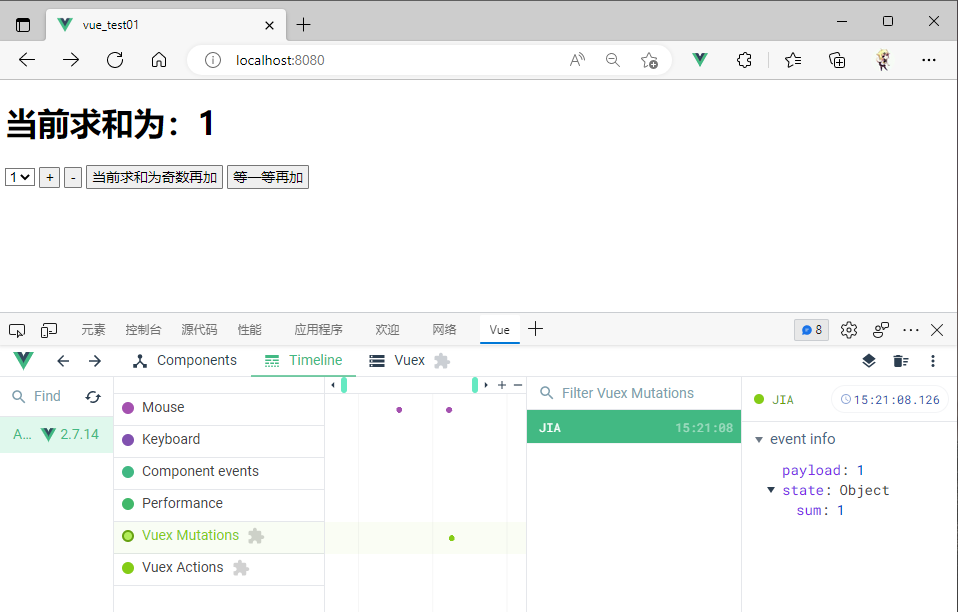 vue_test01
localhost:8080
当前求和为：1
1 + - 当前求和为奇数再加 等一等再加
元素 控制台 源代码 性能 应用程序 欢迎 网络 Vue 8
Components Timeline Vuex
Find
A... 2.7.14
Mouse
Keyboard
Component events
Performance
Vuex Mutations
Vuex Actions
Filter Vuex Mutations
JIA 15:21:08
JIA 15:21:08.126
event info
payload: 1
state: Object
sum: 1